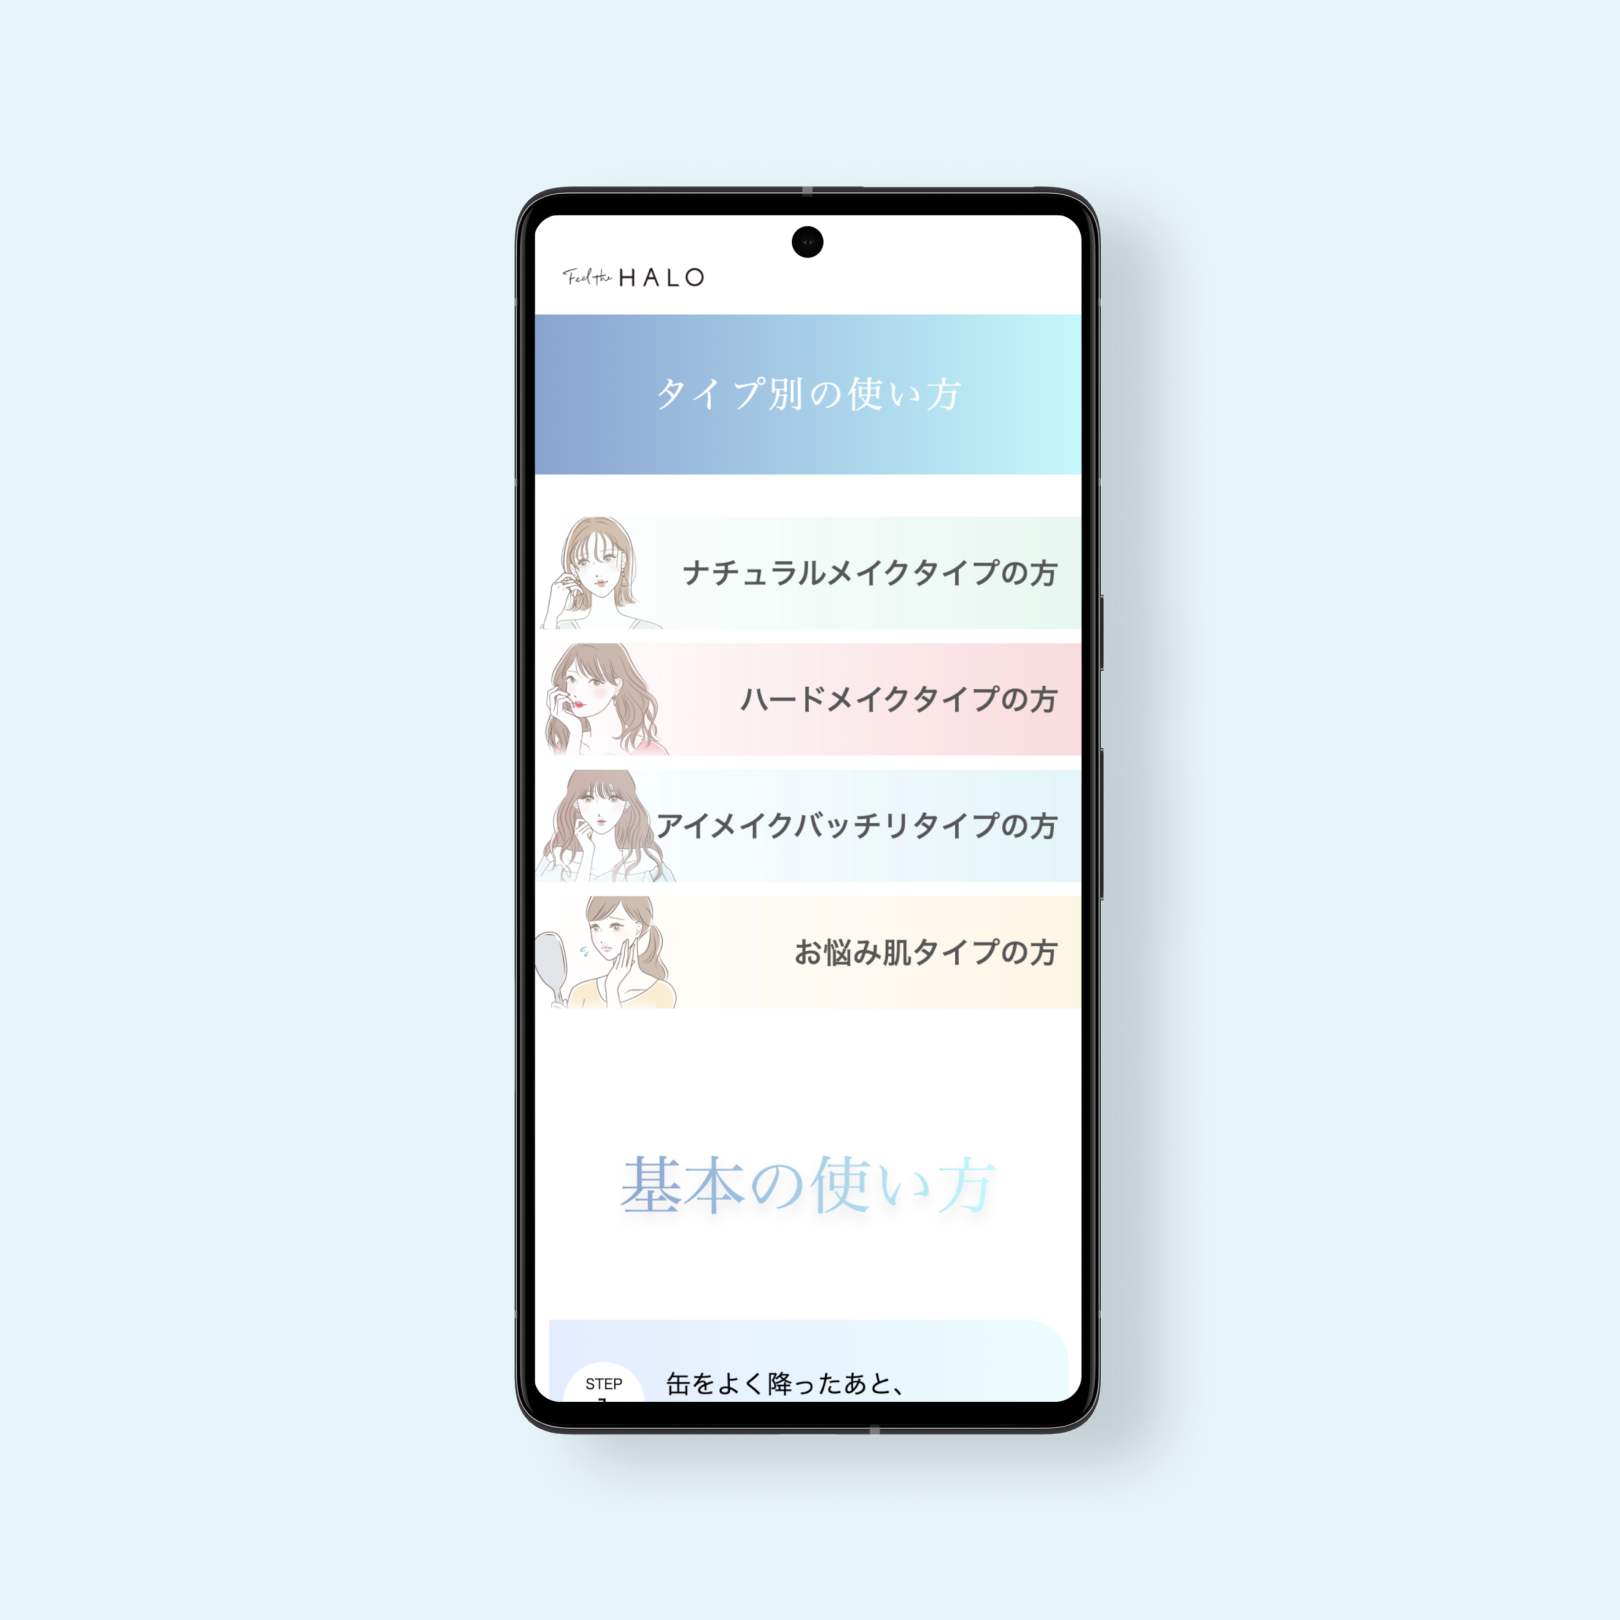 Feel the HALO
タイプ別の使い方
ナチュラルメイクタイプの方
ハードメイクタイプの方
アイメイクバッチリタイプの方
お悩み肌タイプの方
基本の使い方
STEP
缶をよく降ったあと、